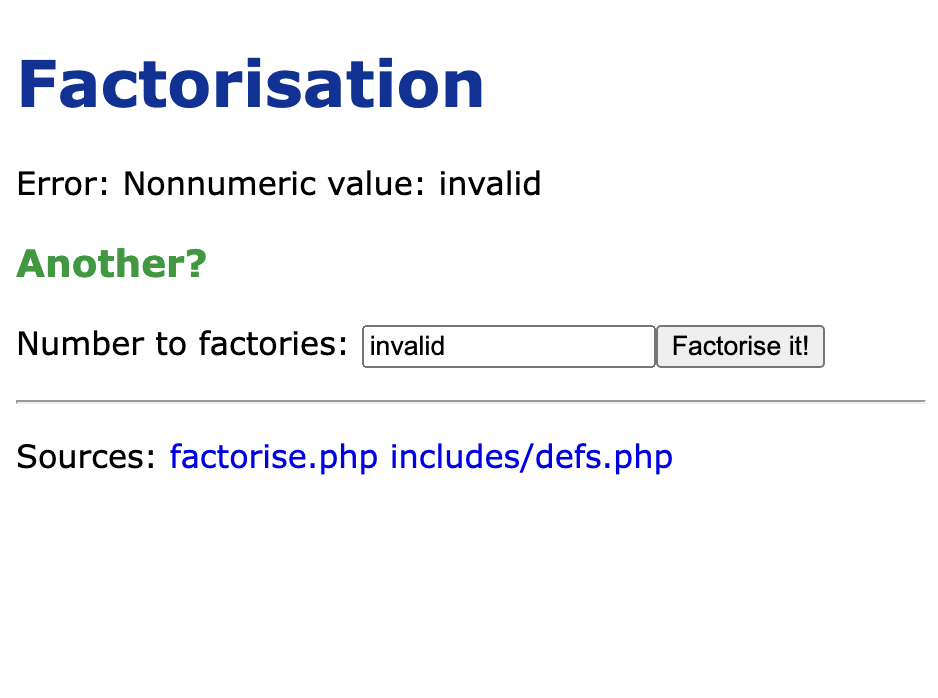 Factorisation
Error: Nonnumeric value: invalid
Another?
Number to factories: invalid Factorise it!
Sources: factorise.php includes/defs.php